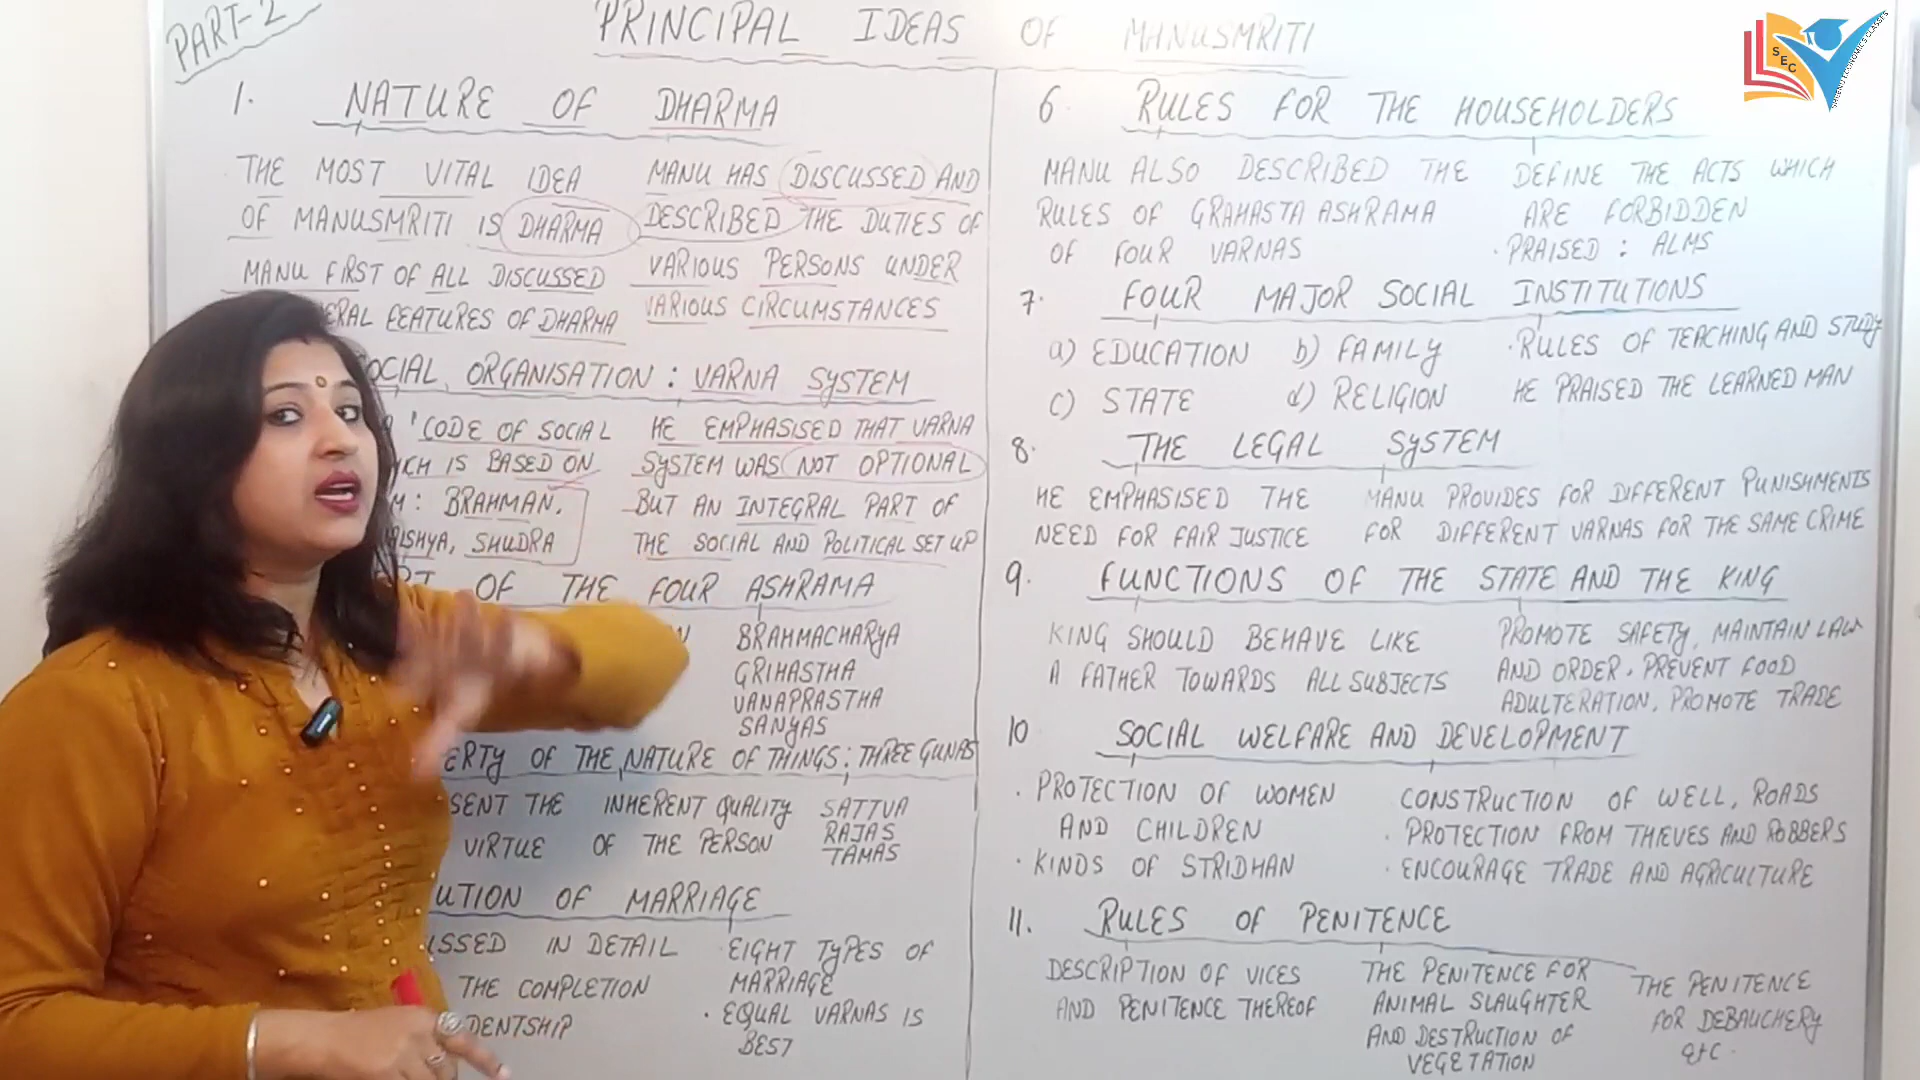 PART-2
PRINCIPAL IDEAS OF MANUSMRITI
1. NATURE OF DHARMA
THE MOST VITAL IDEA
OF MANUSMRITI IS DHARMA
MANU FIRST OF ALL DISCUSSED
ERAL FEATURES OF DHARMA
MANU HAS DISCUSSED AND
DESCRIBED THE DUTIES OF
VARIOUS PERSONS UNDER
VARIOUS CIRCUMSTANCES
OCIAL ORGANISATION : VARNA SYSTEM
A 'CODE OF SOCIAL
CH IS BASED ON
M : BRAHMAN,
AISHYA, SHUDRA
HE EMPHASISED THAT VARNA
SYSTEM WAS NOT OPTIONAL
BUT AN INTEGRAL PART OF
THE SOCIAL AND POLITICAL SET UP
OF THE FOUR ASHRAMA
BRAHMACHARYA
GRIHASTHA
VANAPRASTHA
SANYAS
ERTY OF THE NATURE OF THINGS : THREE GUNAS
SENT THE INHERENT QUALITY
VIRTUE OF THE PERSON
SATTVA
RAJAS
TAMAS
UTION OF MARRIAGE
USSED IN DETAIL
THE COMPLETION
DENTSHIP
· EIGHT TYPES OF
MARRIAGE
· EQUAL VARNAS IS
BEST
6. RULES FOR THE HOUSEHOLDERS
MANU ALSO DESCRIBED THE
RULES OF GRAHASTA ASHRAMA
OF FOUR VARNAS
DEFINE THE ACTS WHICH
ARE FORBIDDEN
· PRAISED : ALMS
7. FOUR MAJOR SOCIAL INSTITUTIONS
a) EDUCATION b) FAMILY
c) STATE d) RELIGION
· RULES OF TEACHING AND STUDY
HE PRAISED THE LEARNED MAN
8. THE LEGAL SYSTEM
HE EMPHASISED THE
NEED FOR FAIR JUSTICE
MANU PROVIDES FOR DIFFERENT PUNISHMENTS
FOR DIFFERENT VARNAS FOR THE SAME CRIME
9. FUNCTIONS OF THE STATE AND THE KING
KING SHOULD BEHAVE LIKE
A FATHER TOWARDS ALL SUBJECTS
PROMOTE SAFETY, MAINTAIN LAW
AND ORDER, PREVENT FOOD
ADULTERATION, PROMOTE TRADE
10 SOCIAL WELFARE AND DEVELOPMENT
· PROTECTION OF WOMEN
AND CHILDREN
· KINDS OF STRIDHAN
CONSTRUCTION OF WELL, ROADS
· PROTECTION FROM THIEVES AND ROBBERS
· ENCOURAGE TRADE AND AGRICULTURE
11. RULES OF PENITENCE
DESCRIPTION OF VICES
AND PENITENCE THEREOF
THE PENITENCE FOR
ANIMAL SLAUGHTER
AND DESTRUCTION OF
VEGETATION
THE PENITENCE
FOR DEBAUCHERY
etc.
SEC